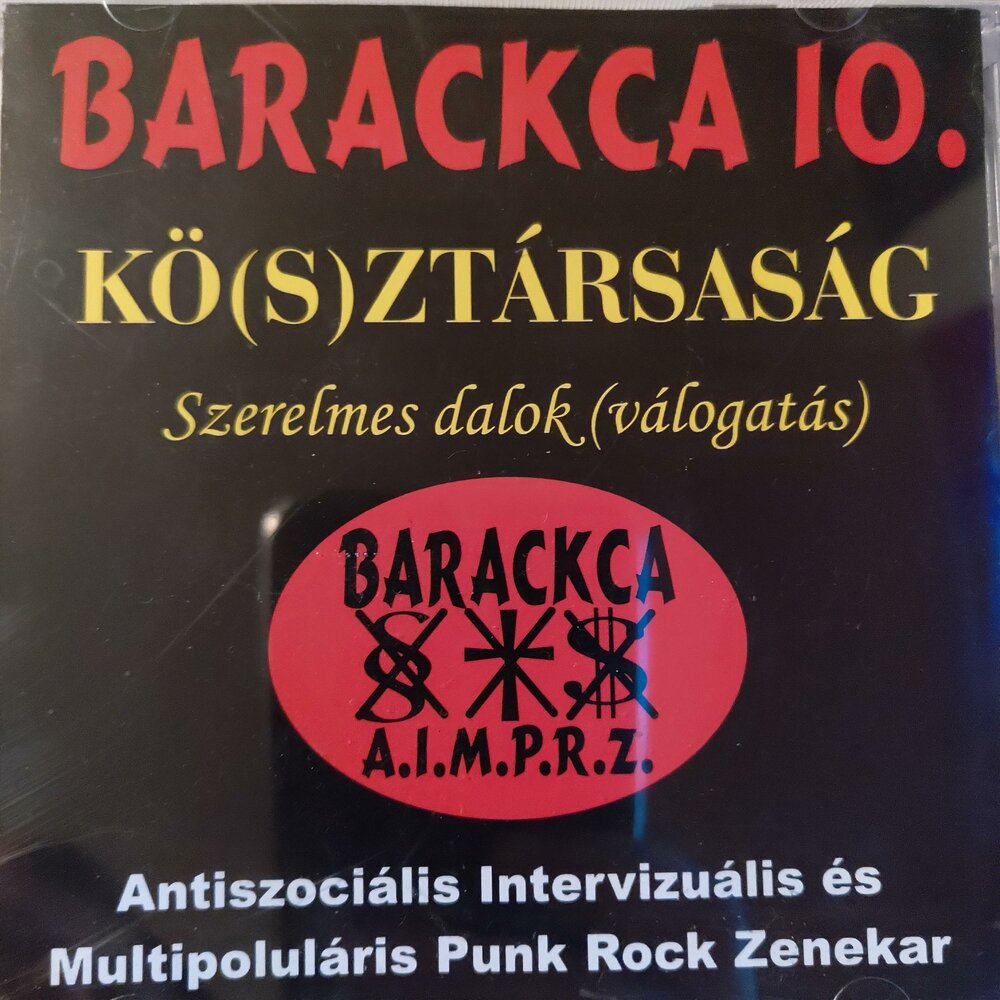 BARACKCA 10.
KÖ(S)ZTÁRSASÁG
Szerelmes dalok (válogatás)
BARACKCA
§ † $
A.I.M.P.R.Z.
Antiszociális Intervizuális és
Multipoluláris Punk Rock Zenekar